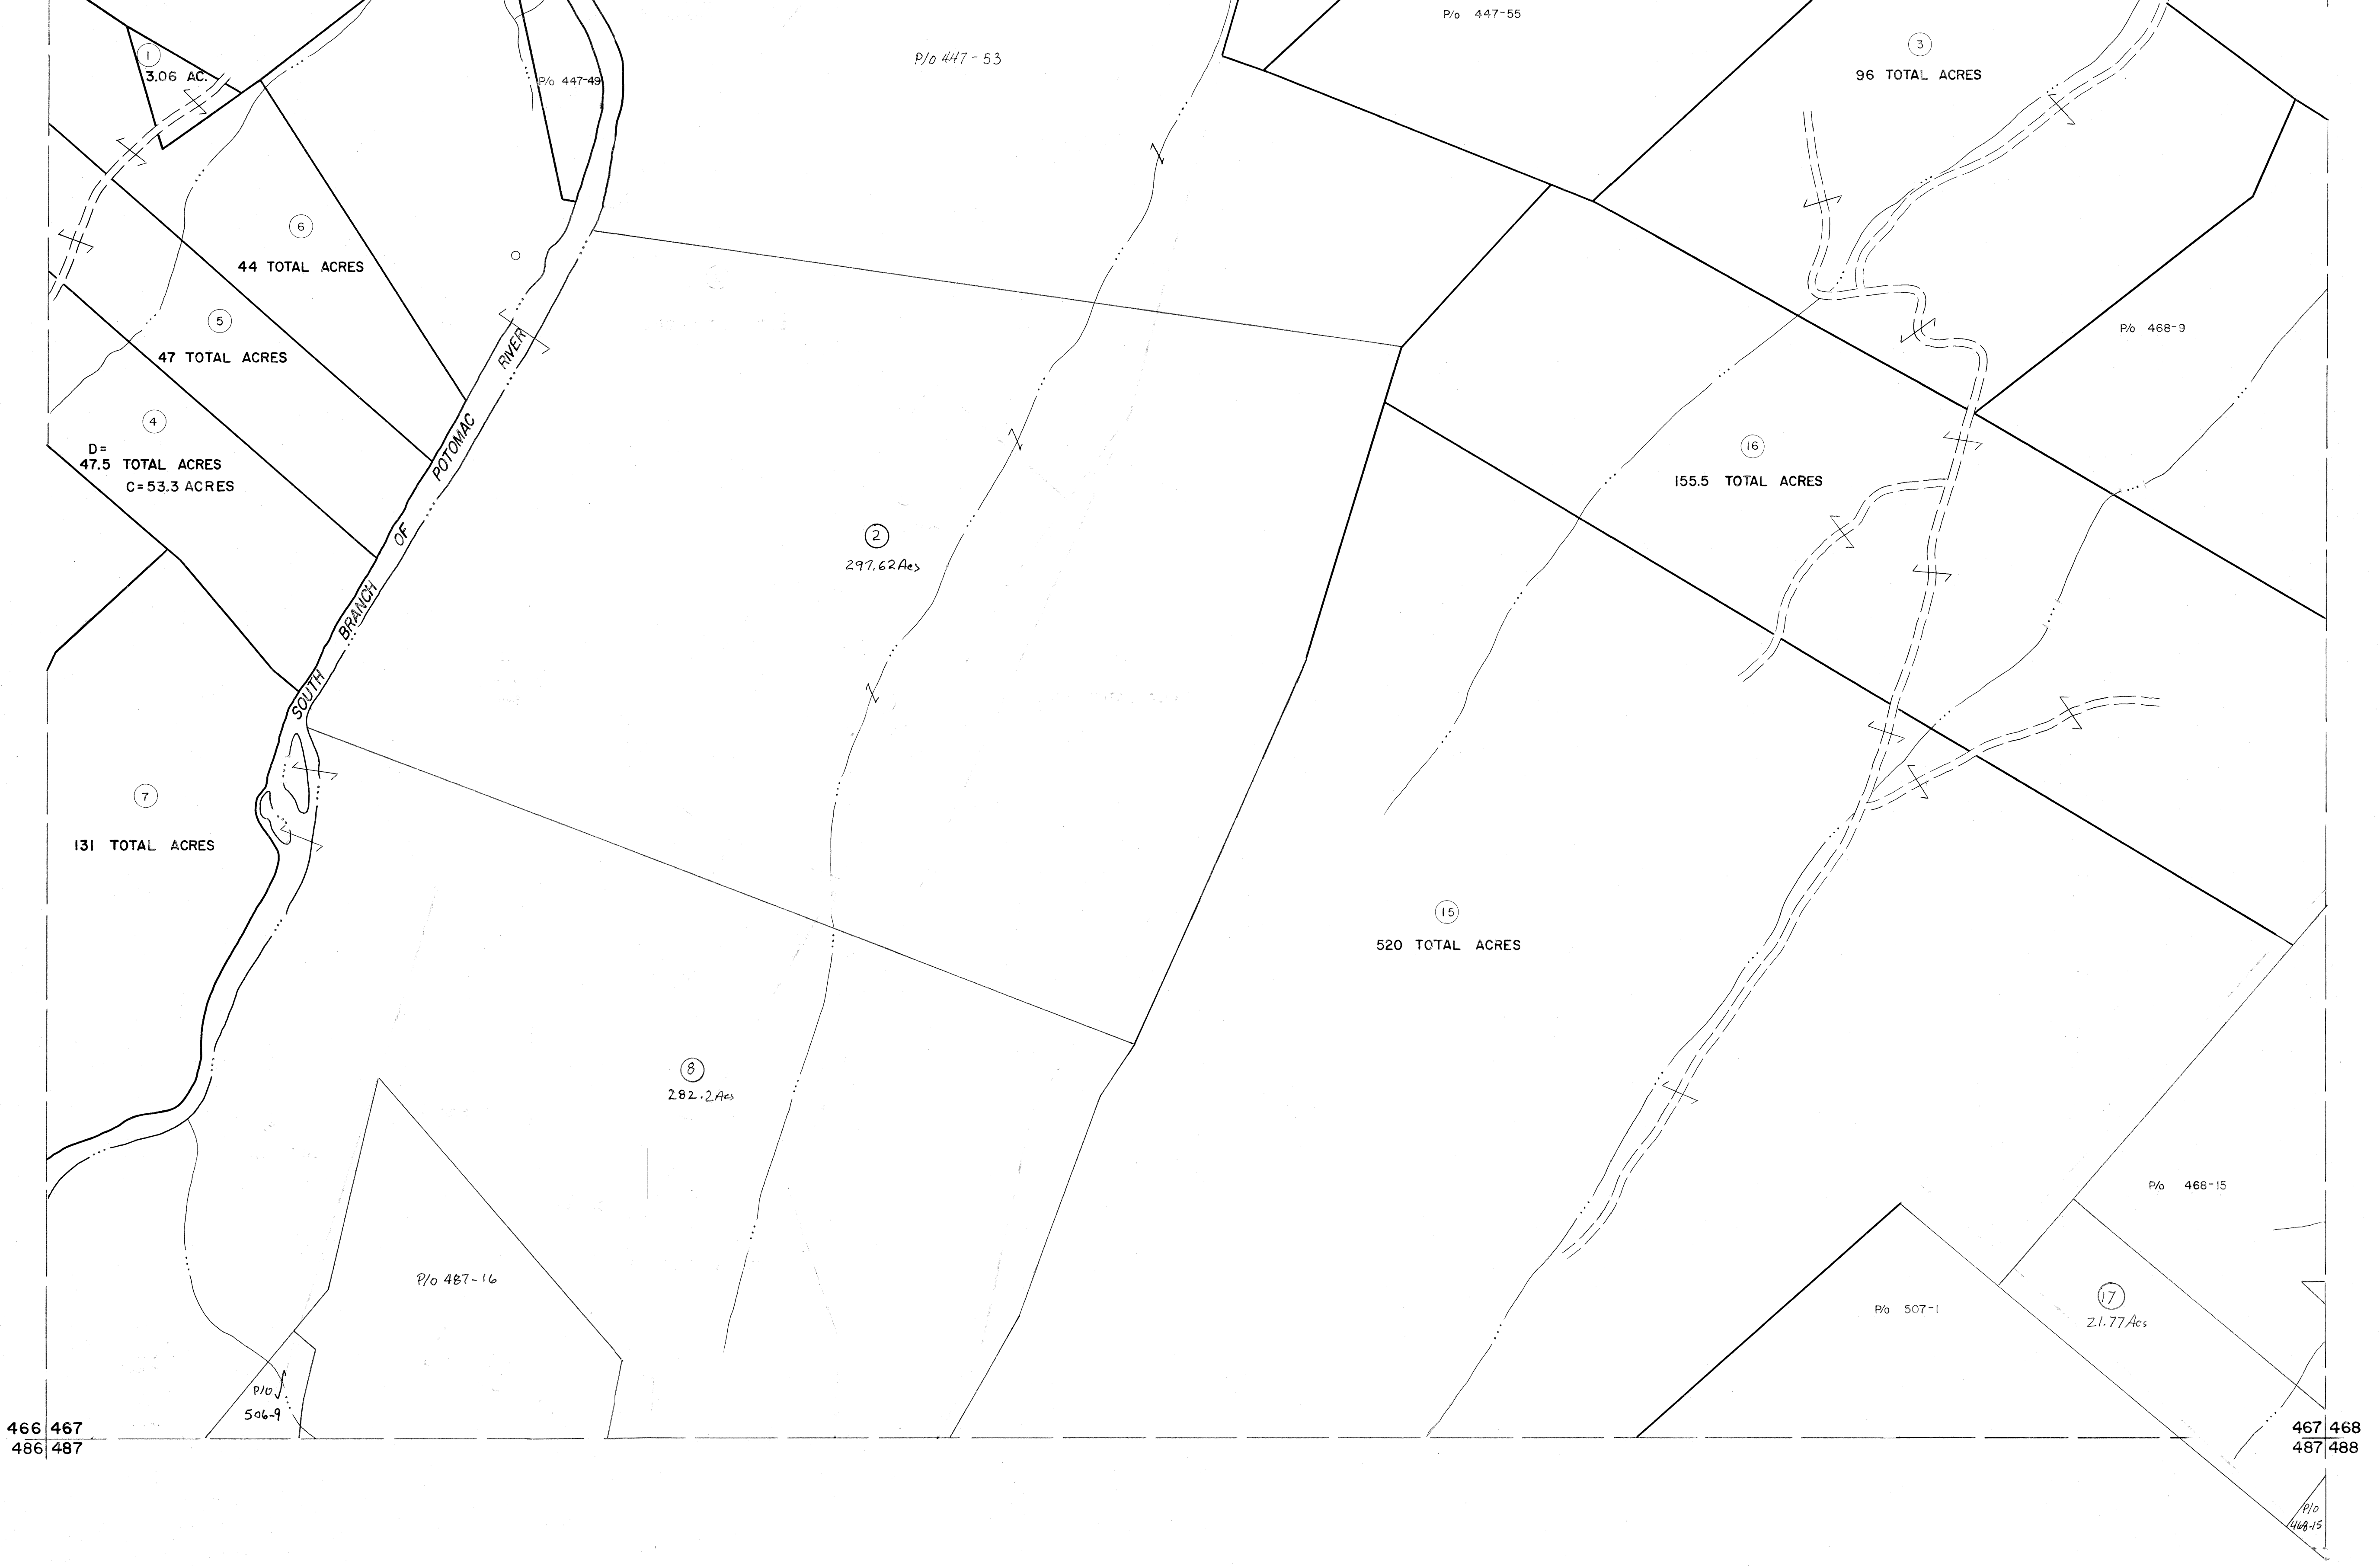 P/o 447-55
3
96 TOTAL ACRES
1
3.06 AC.
P/o 447-49
P/o 447-53
6
44 TOTAL ACRES
5
47 TOTAL ACRES
P/o 468-9
4
D=
47.5 TOTAL ACRES
C=53.3 ACRES
16
155.5 TOTAL ACRES
2
297.62 Acs
SOUTH BRANCH OF POTOMAC RIVER
7
131 TOTAL ACRES
15
520 TOTAL ACRES
8
282.2 Acs
P/o 468-15
P/o 487-16
P/o 507-1
17
21.77 Acs
P/o
506-9
466 467
486 487
467 468
487 488
P/o
468-15